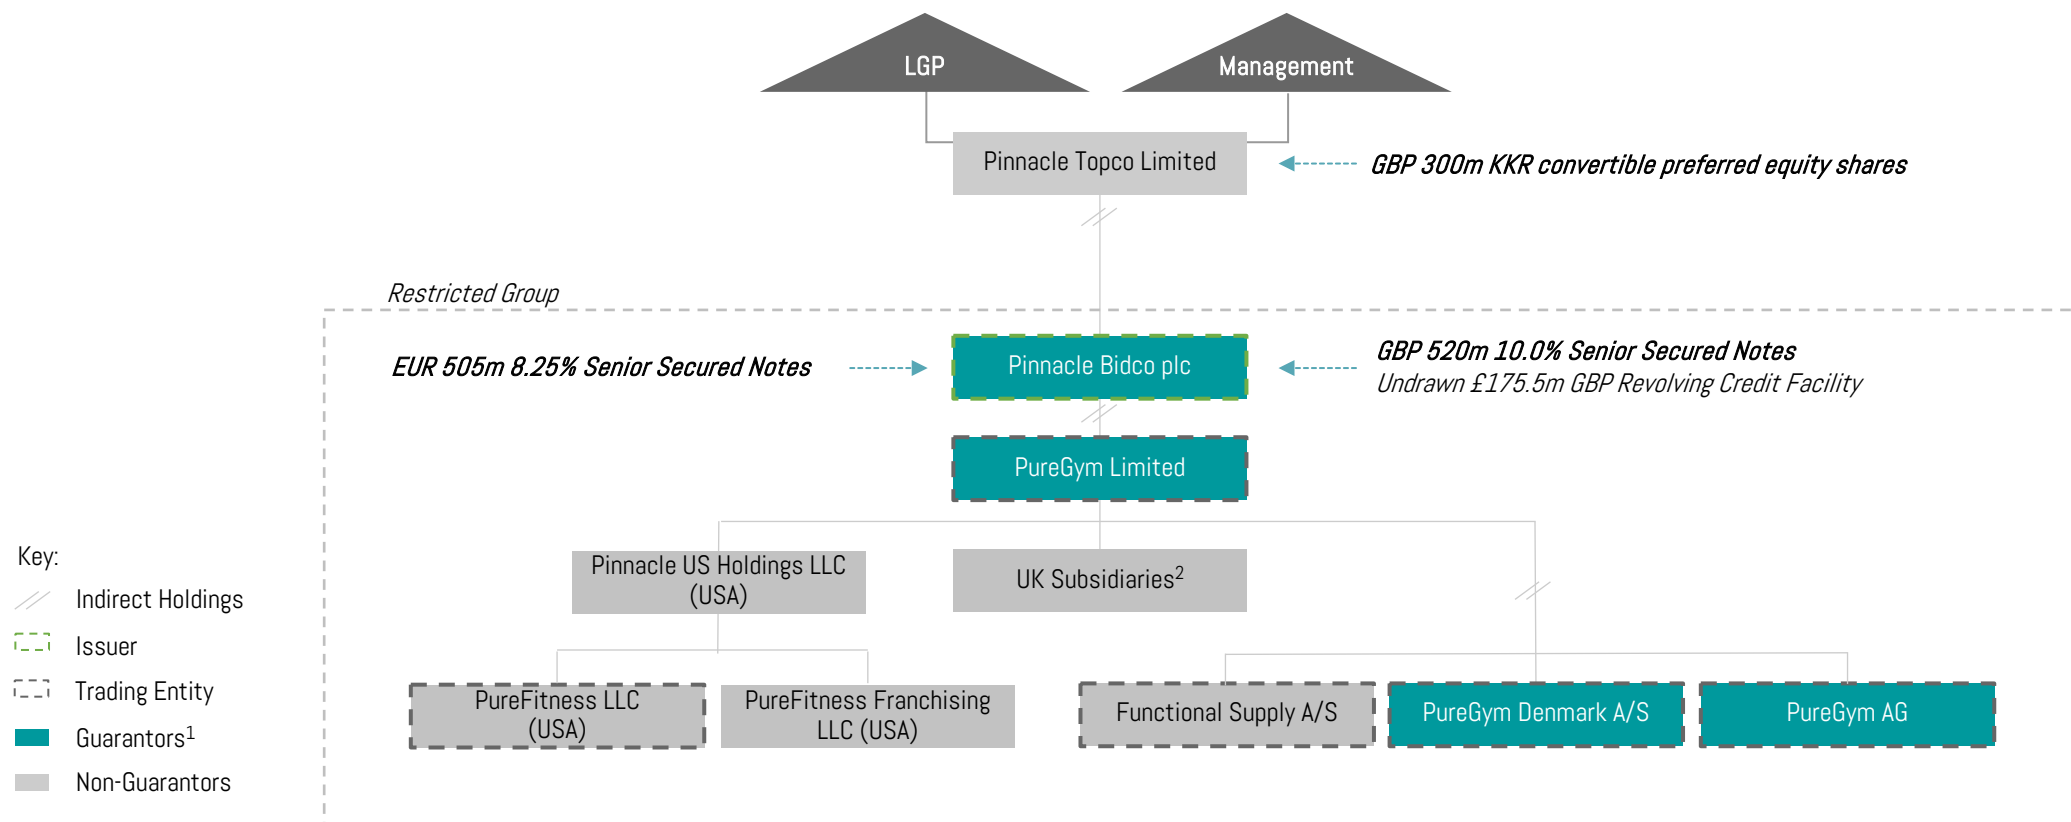 LGP
Management
Pinnacle Topco Limited
GBP 300m KKR convertible preferred equity shares
Restricted Group
EUR 505m 8.25% Senior Secured Notes
Pinnacle Bidco plc
GBP 520m 10.0% Senior Secured Notes
Undrawn £175.5m GBP Revolving Credit Facility
PureGym Limited
Pinnacle US Holdings LLC
(USA)
UK Subsidiaries2
PureFitness LLC
(USA)
PureFitness Franchising
LLC (USA)
Functional Supply A/S
PureGym Denmark A/S
PureGym AG
Key:
Indirect Holdings
Issuer
Trading Entity
Guarantors1
Non-Guarantors